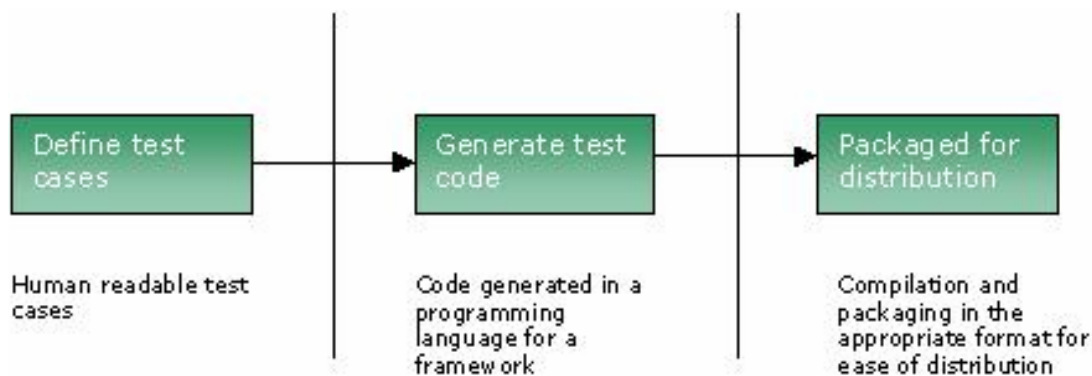 Define test
cases
Generate test
code
Packaged for
distribution
Human readable test
cases
Code generated in a
programming
language for a
framework
Compilation and
packaging in the
appropriate format for
ease of distribution